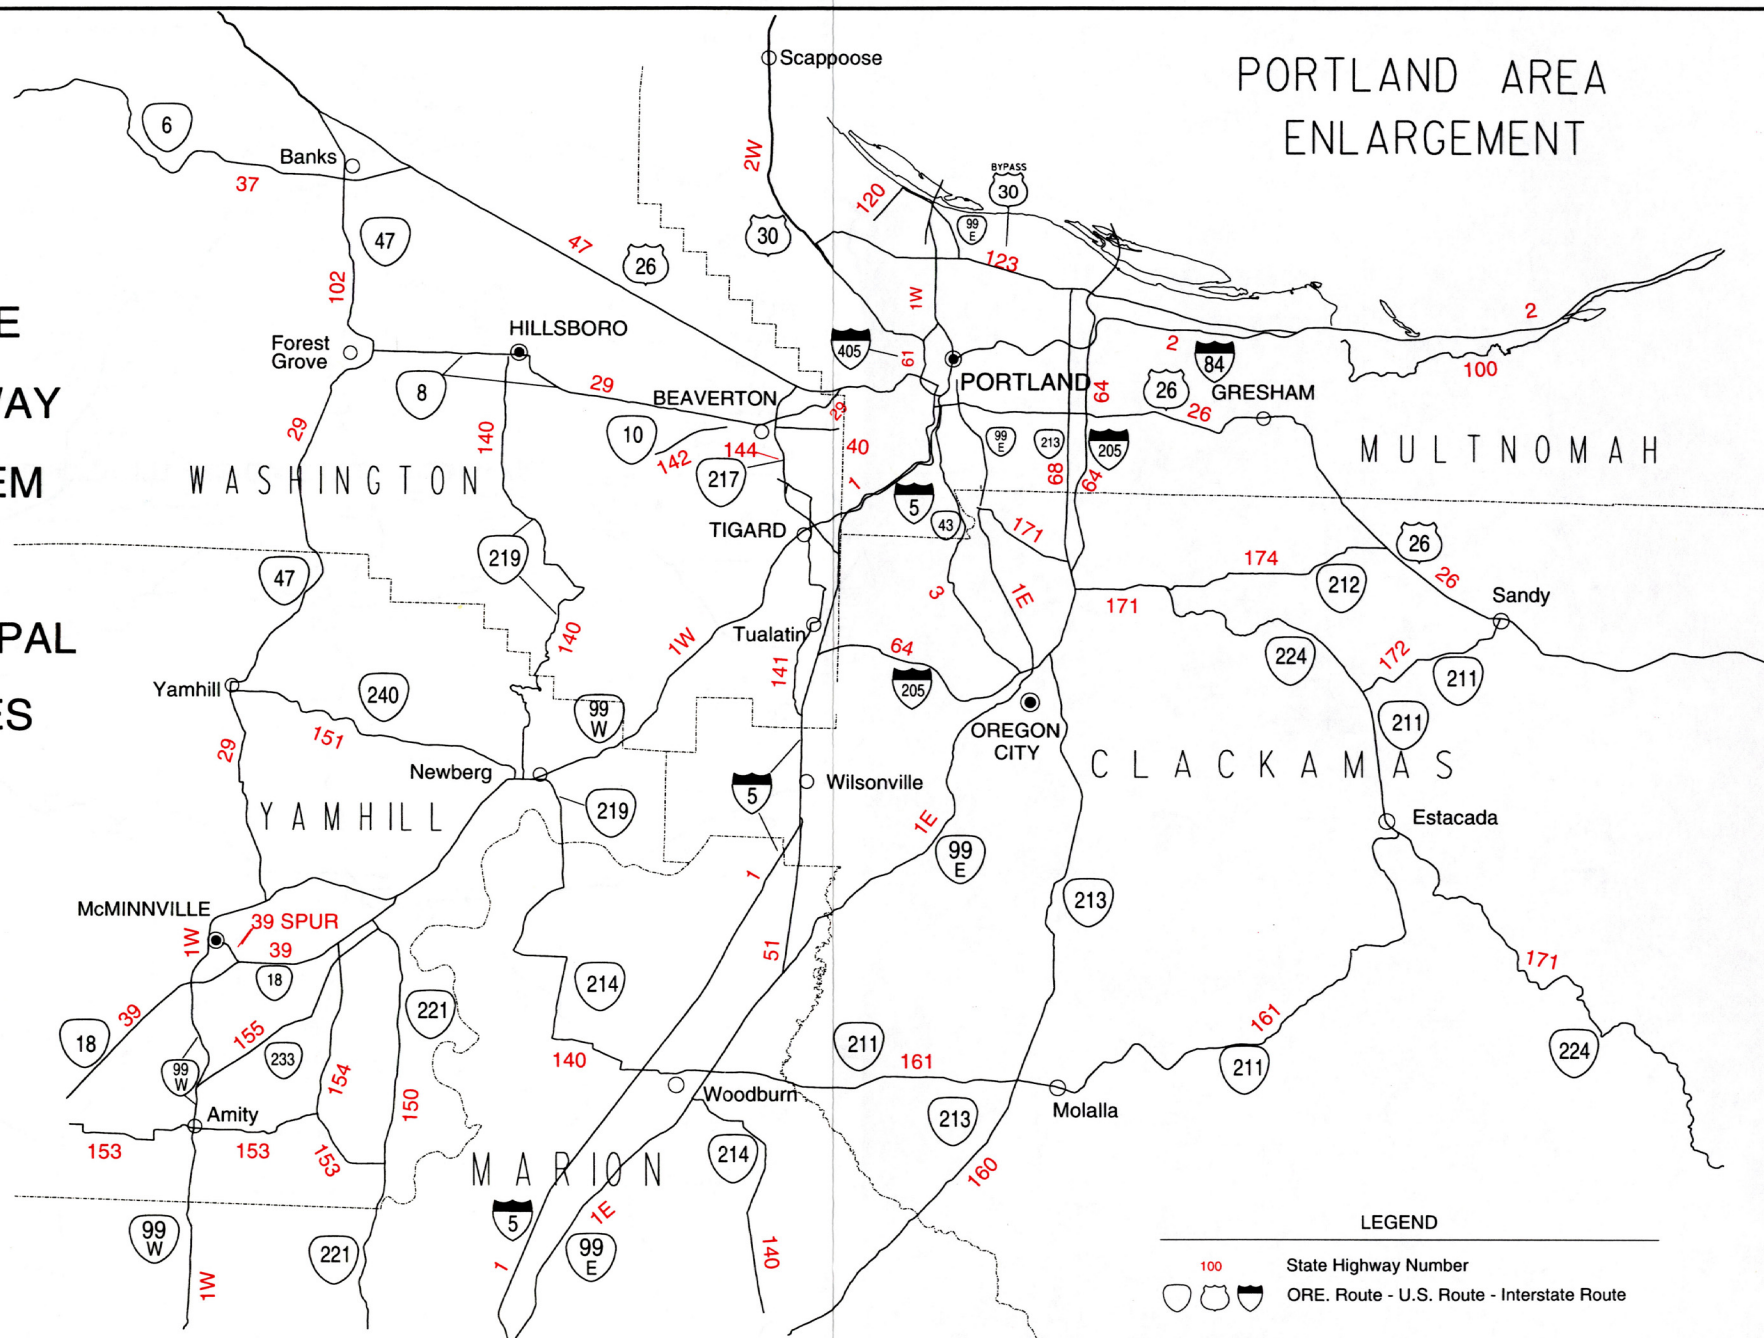 PORTLAND AREA
ENLARGEMENT
E
WAY
EM
PAL
ES
Scappoose
6
Banks
37
2W
120
BYPASS
30
99
E
47
30
47
26
123
102
1W
2
Forest
Grove
HILLSBORO
405
61
2
84
100
8
29
BEAVERTON
PORTLAND
64
26
GRESHAM
26
29
29
140
10
142
144
217
40
99
E
213
68
205
64
MULTNOMAH
WASHINGTON
1
5
43
TIGARD
171
219
47
26
174
212
26
3
1E
171
Sandy
140
1W
Tualatin
64
224
172
211
141
205
Yamhill
240
99
W
151
29
OREGON
CITY
211
CLACKAMAS
Newberg
5
Wilsonville
YAMHILL
219
1E
Estacada
99
E
1
213
McMINNVILLE
39 SPUR
1W
39
51
18
214
171
39
18
221
155
233
99
W
154
211
161
161
211
224
140
Woodburn
Molalla
150
Amity
213
153
153
153
MARION
214
160
99
W
221
5
1E
99
E
1
140
1W
LEGEND
100 State Highway Number
ORE. Route - U.S. Route - Interstate Route